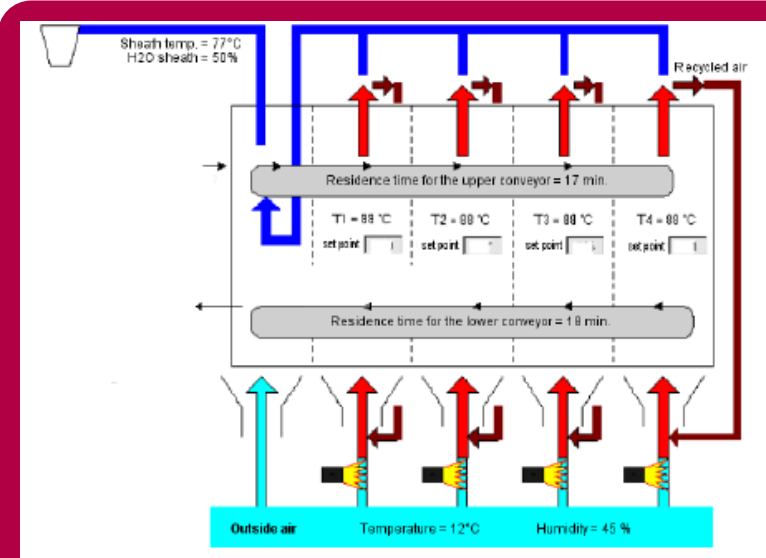 Sheath temp. = 77°C
H2O sheath = 50%
Recycled air
Residence time for the upper conveyor = 17 min.
T1 = 88 °C
T2 = 88 °C
T3 = 88 °C
T4 = 88 °C
set point
set point
set point
set point
Residence time for the lower conveyor = 18 min.
Outside air
Temperature = 12°C
Humidity = 45 %